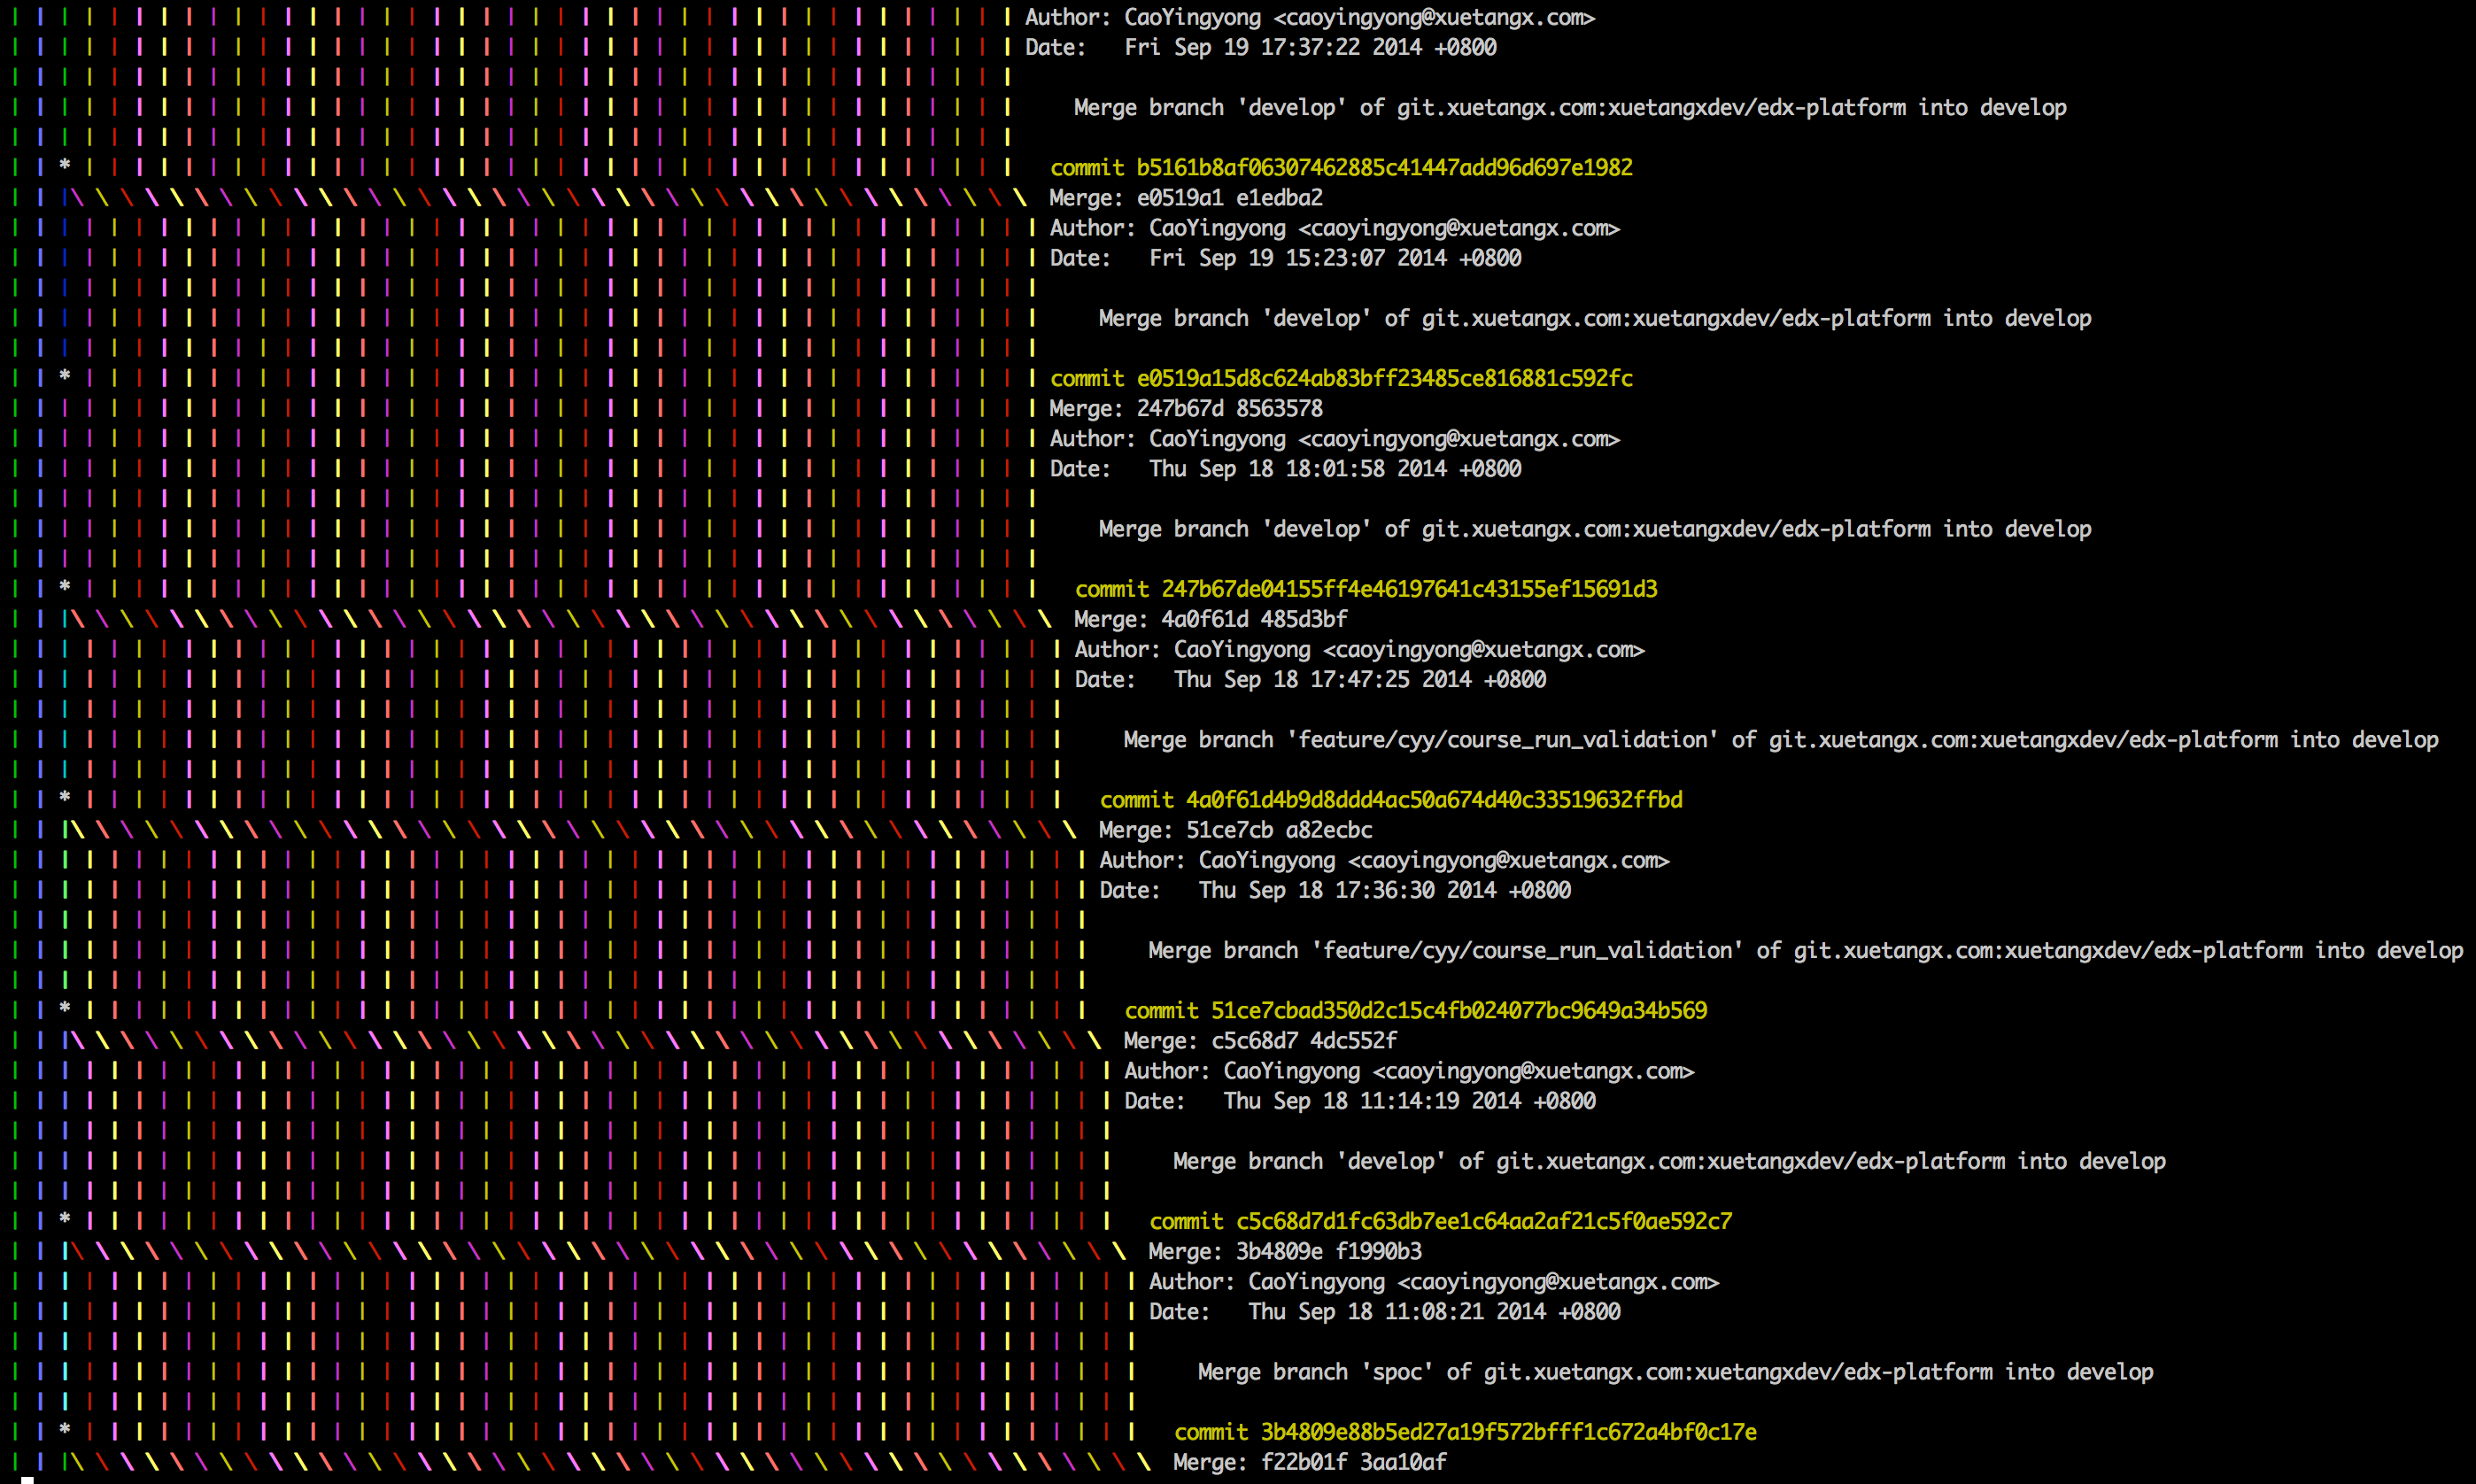 Author: CaoYingyong <caoyingyong@xuetangx.com>
Date:   Fri Sep 19 17:37:22 2014 +0800
Merge branch 'develop' of git.xuetangx.com:xuetangxdev/edx-platform into develop
* commit b5161b8af06307462885c41447add96d697e1982
Merge: e0519a1 e1edba2
Author: CaoYingyong <caoyingyong@xuetangx.com>
Date:   Fri Sep 19 15:23:07 2014 +0800
Merge branch 'develop' of git.xuetangx.com:xuetangxdev/edx-platform into develop
* commit e0519a15d8c624ab83bff23485ce816881c592fc
Merge: 247b67d 8563578
Author: CaoYingyong <caoyingyong@xuetangx.com>
Date:   Thu Sep 18 18:01:58 2014 +0800
Merge branch 'develop' of git.xuetangx.com:xuetangxdev/edx-platform into develop
* commit 247b67de04155ff4e46197641c43155ef15691d3
Merge: 4a0f61d 485d3bf
Author: CaoYingyong <caoyingyong@xuetangx.com>
Date:   Thu Sep 18 17:47:25 2014 +0800
Merge branch 'feature/cyy/course_run_validation' of git.xuetangx.com:xuetangxdev/edx-platform into develop
* commit 4a0f61d4b9d8ddd4ac50a674d40c33519632ffbd
Merge: 51ce7cb a82ecbc
Author: CaoYingyong <caoyingyong@xuetangx.com>
Date:   Thu Sep 18 17:36:30 2014 +0800
Merge branch 'feature/cyy/course_run_validation' of git.xuetangx.com:xuetangxdev/edx-platform into develop
* commit 51ce7cbad350d2c15c4fb024077bc9649a34b569
Merge: c5c68d7 4dc552f
Author: CaoYingyong <caoyingyong@xuetangx.com>
Date:   Thu Sep 18 11:14:19 2014 +0800
Merge branch 'develop' of git.xuetangx.com:xuetangxdev/edx-platform into develop
* commit c5c68d7d1fc63db7ee1c64aa2af21c5f0ae592c7
Merge: 3b4809e f1990b3
Author: CaoYingyong <caoyingyong@xuetangx.com>
Date:   Thu Sep 18 11:08:21 2014 +0800
Merge branch 'spoc' of git.xuetangx.com:xuetangxdev/edx-platform into develop
* commit 3b4809e88b5ed27a19f572bfff1c672a4bf0c17e
Merge: f22b01f 3aa10af